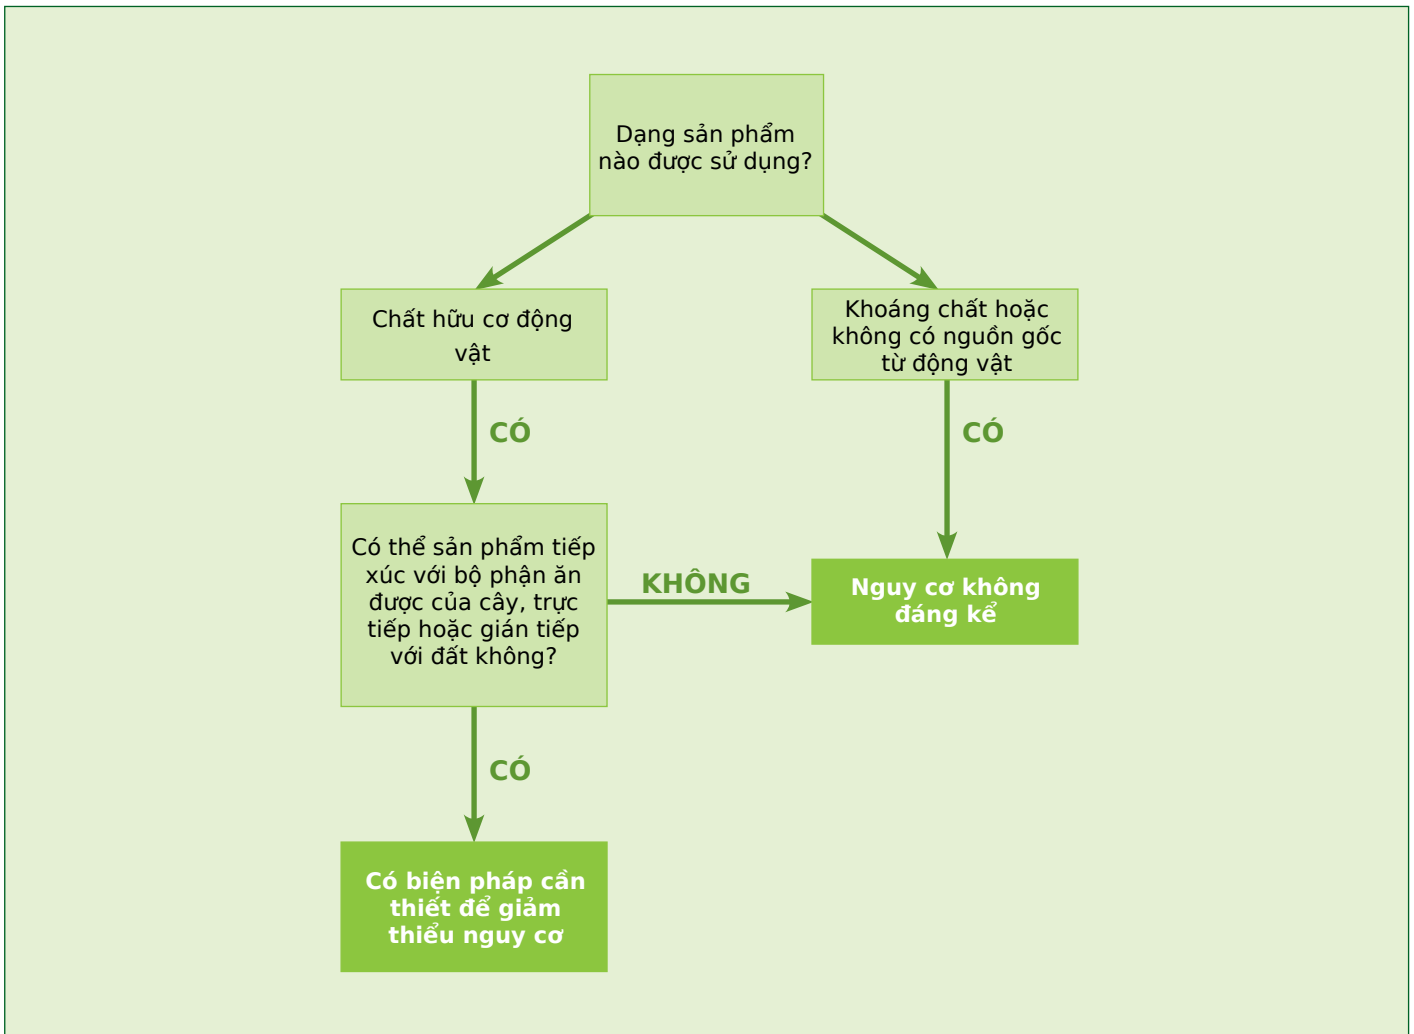 Dạng sản phẩm
nào được sử dụng?
Chất hữu cơ động
vật
Khoáng chất hoặc
không có nguồn gốc
từ động vật
CÓ
CÓ
Có thể sản phẩm tiếp
xúc với bộ phận ăn
được của cây, trực
tiếp hoặc gián tiếp
với đất không?
KHÔNG
Nguy cơ không
đáng kể
CÓ
Có biện pháp cần
thiết để giảm
thiểu nguy cơ